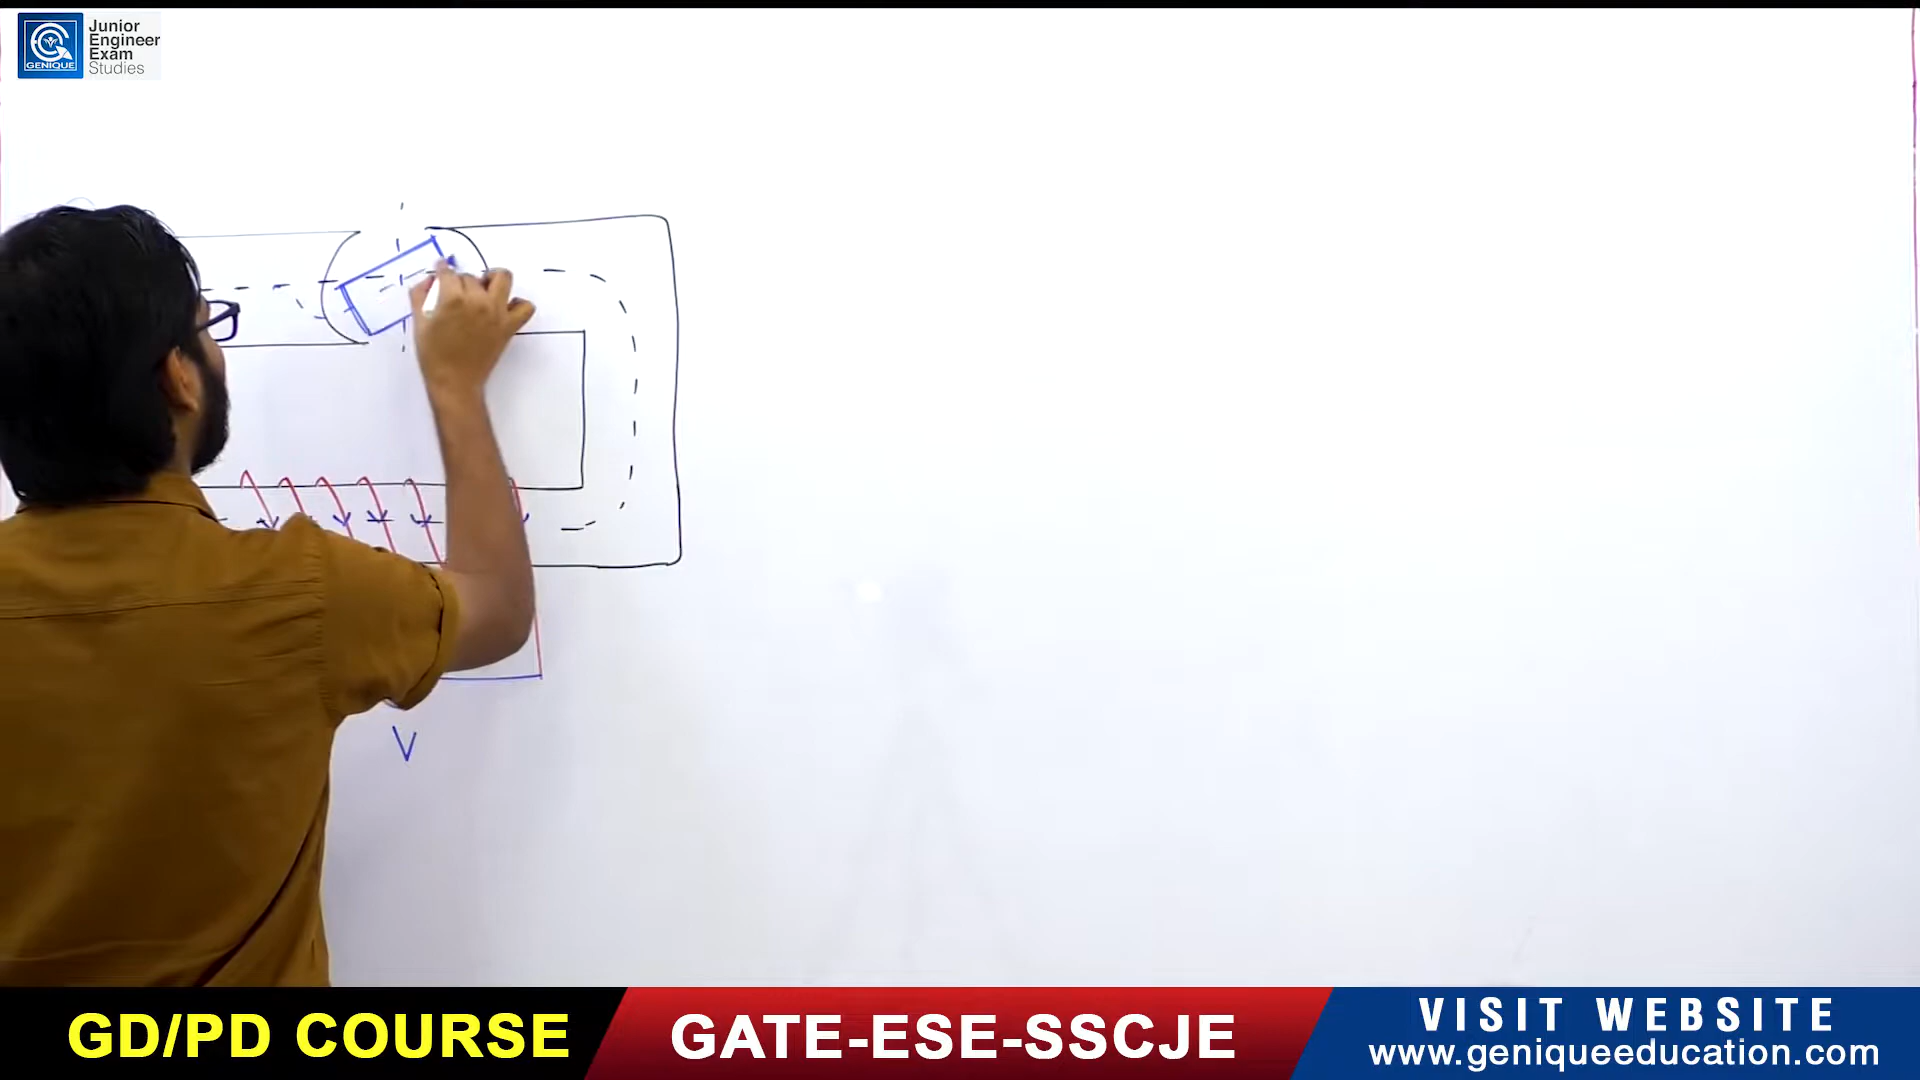 GENIQUE
Junior
Engineer
Exam
Studies
V
GD/PD COURSE
GATE-ESE-SSCJE
VISIT WEBSITE
www.geniqueeducation.com